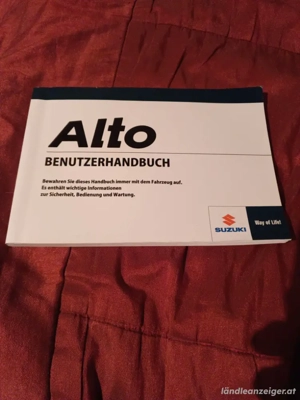 Alto
BENUTZERHANDBUCH
Bewahren Sie dieses Handbuch immer mit dem Fahrzeug auf.
Es enthält wichtige Informationen
zur Sicherheit, Bedienung und Wartung.
SUZUKI
Way of Life!
ländleanzeiger.at